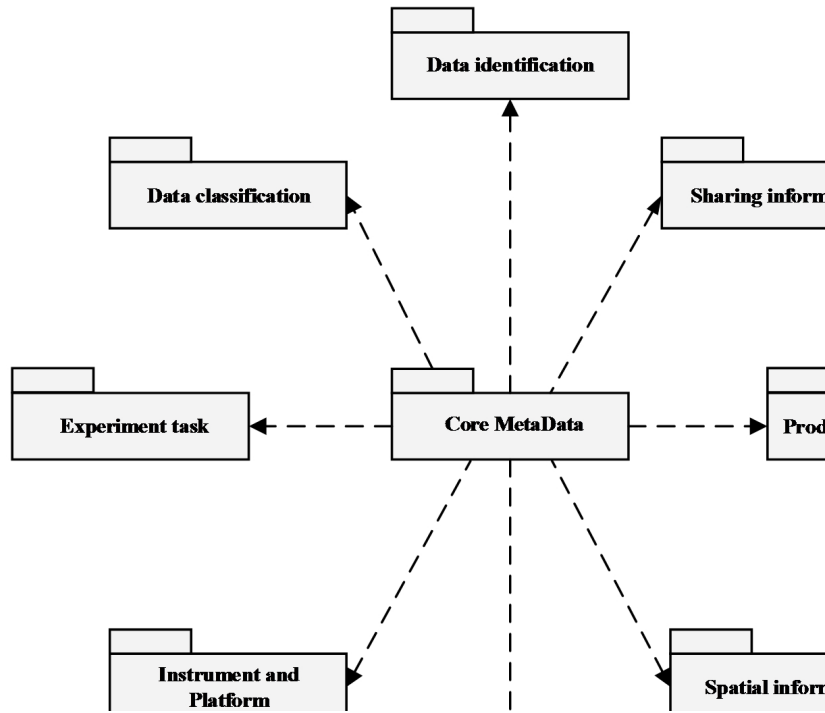 Data identification
Data classification
Sharing inform
Experiment task
Core MetaData
Prod
Instrument and
Platform
Spatial inform